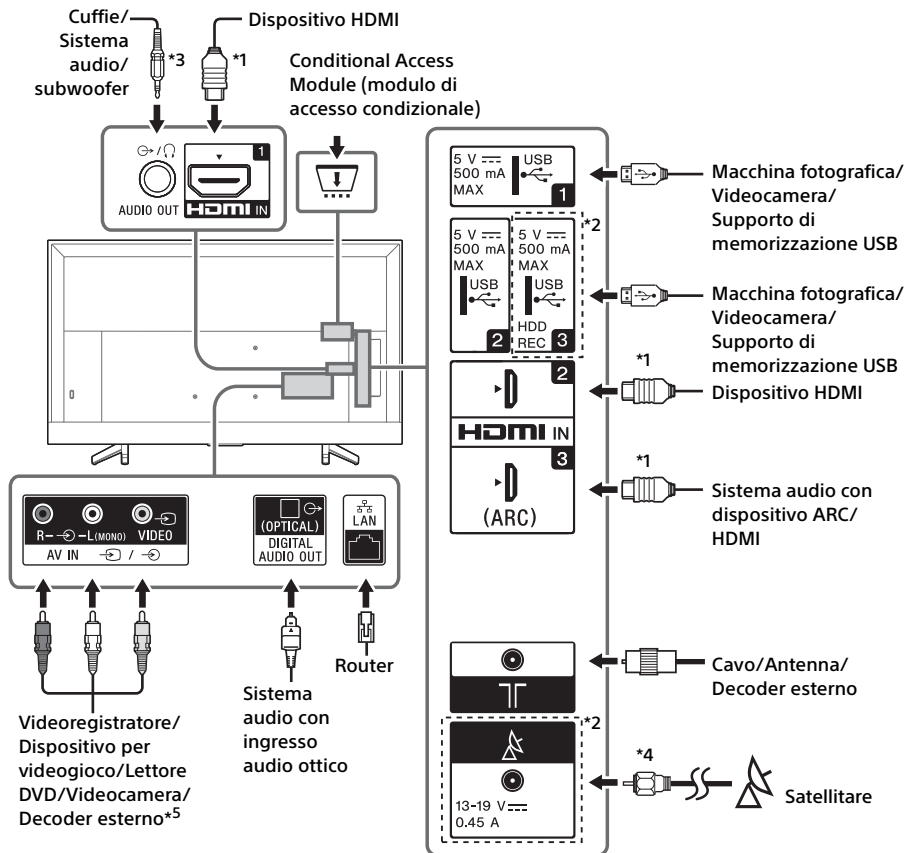 Cuffie/
Sistema
audio/
subwoofer
*3
*1
Dispositivo HDMI
Conditional Access
Module (modulo di
accesso condizionale)
1
AUDIO OUT
HDMI IN
5 V
500 mA
MAX
USB
1
Macchina fotografica/
Videocamera/
Supporto di
memorizzazione USB
*2
5 V
500 mA
MAX
USB
2
5 V
500 mA
MAX
USB
HDD
REC 3
Macchina fotografica/
Videocamera/
Supporto di
memorizzazione USB
2
*1
Dispositivo HDMI
HDMI IN
3
(ARC)
*1
Sistema audio con
dispositivo ARC/
HDMI
R
L(MONO)
VIDEO
AV IN
/
(OPTICAL)
DIGITAL
AUDIO OUT
LAN
Videoregistratore/
Dispositivo per
videogioco/Lettore
DVD/Videocamera/
Decoder esterno*5
Sistema
audio con
ingresso
audio ottico
Router
Cavo/Antenna/
Decoder esterno
*2
13-19 V
0.45 A
*4
Satellitare